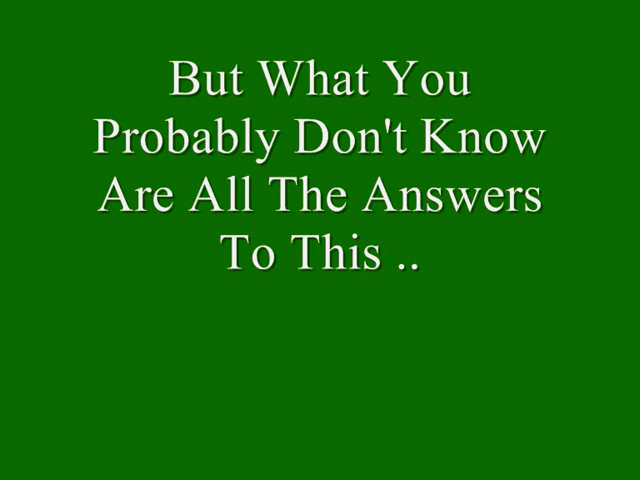 But What You
Probably Don't Know
Are All The Answers
To This ..